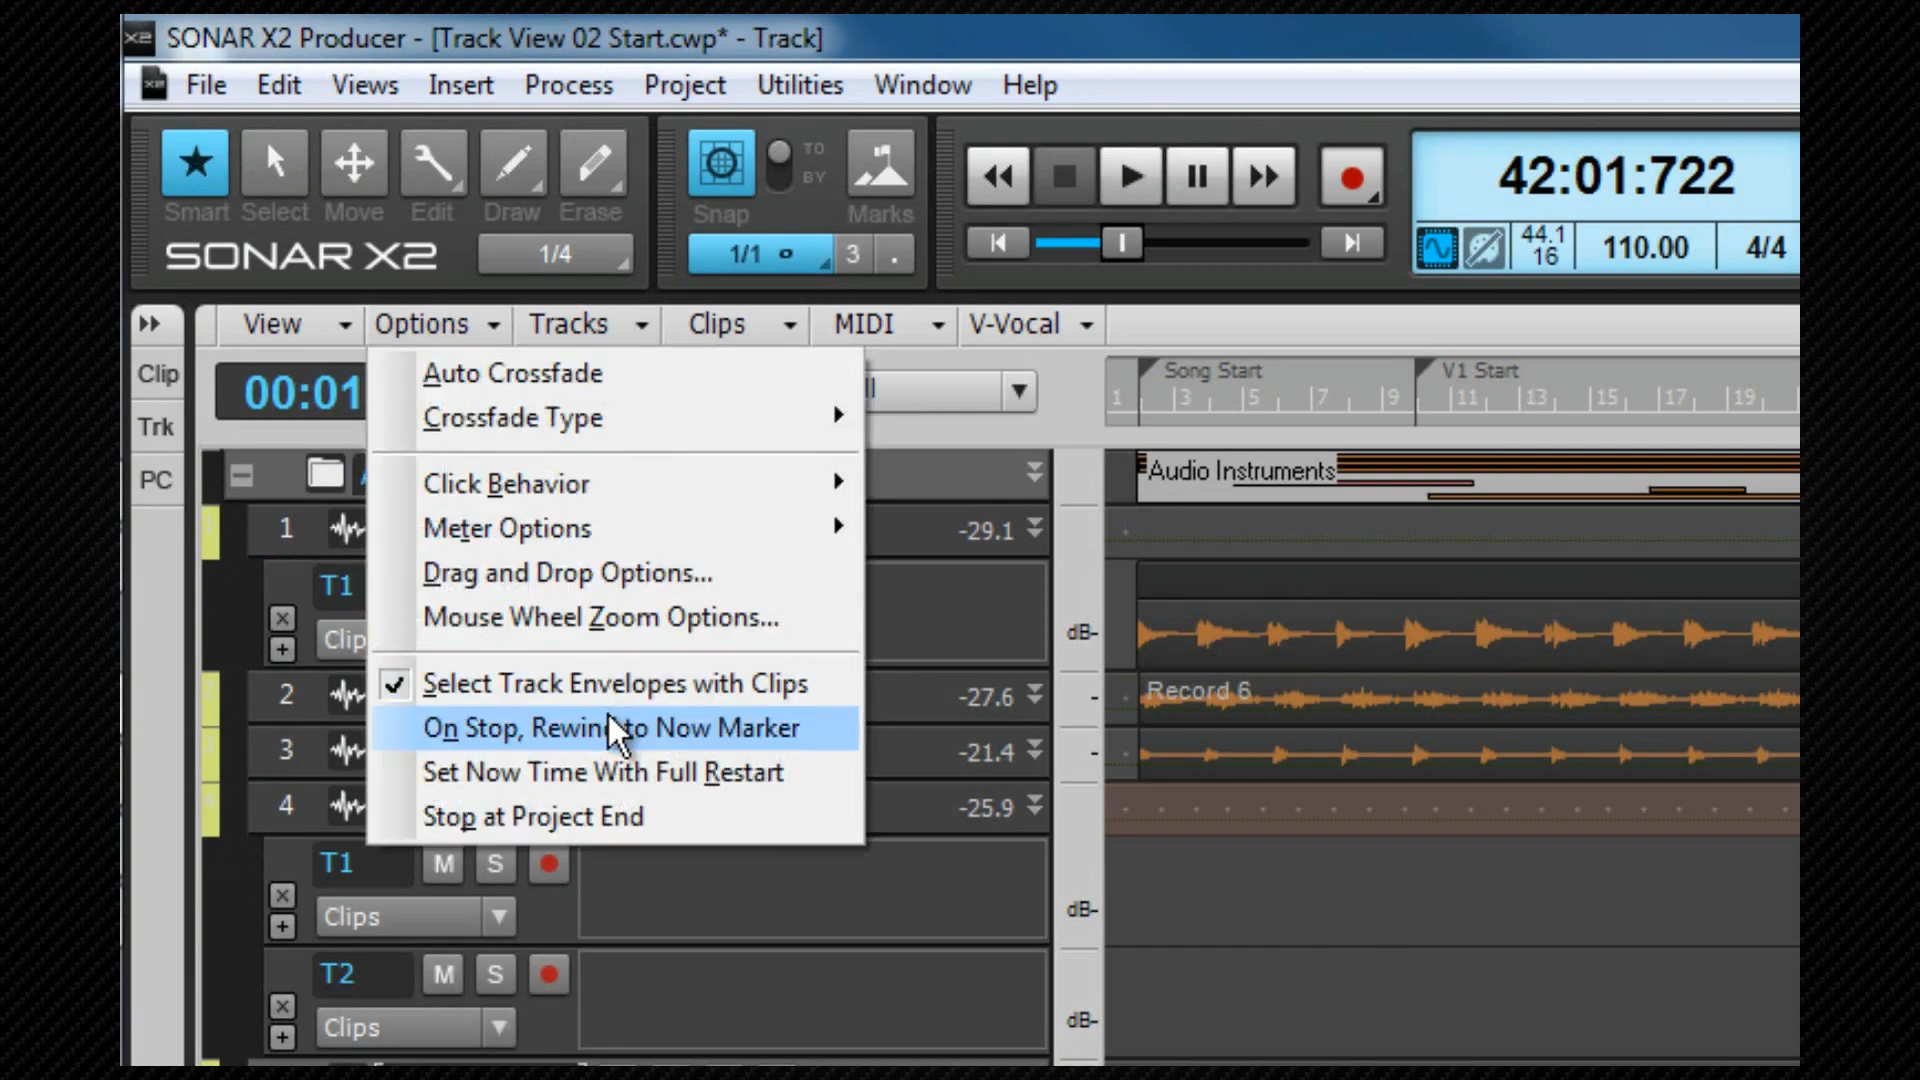 X2 SONAR X2 Producer - [Track View 02 Start.cwp* - Track]
File Edit Views Insert Process Project Utilities Window Help
TO
BY
Smart Select Move Edit Draw Erase
Snap
Marks
SONAR X2
1/4
1/1
3
.
42:01:722
44.1
16
110.00
4/4
View Options Tracks Clips MIDI V-Vocal
Clip
Trk
PC
00:01
Auto Crossfade
Crossfade Type
Click Behavior
Meter Options
Drag and Drop Options...
Mouse Wheel Zoom Options...
Select Track Envelopes with Clips
On Stop, Rewind to Now Marker
Set Now Time With Full Restart
Stop at Project End
Song Start
V1 Start
1 3 5 7 9 11 13 15 17 19
Audio Instruments
1
-29.1
T1
Clip
dB-
2
-27.6
Record 6
3
-21.4
4
-25.9
T1 M S
Clips
dB-
T2 M S
Clips
dB-